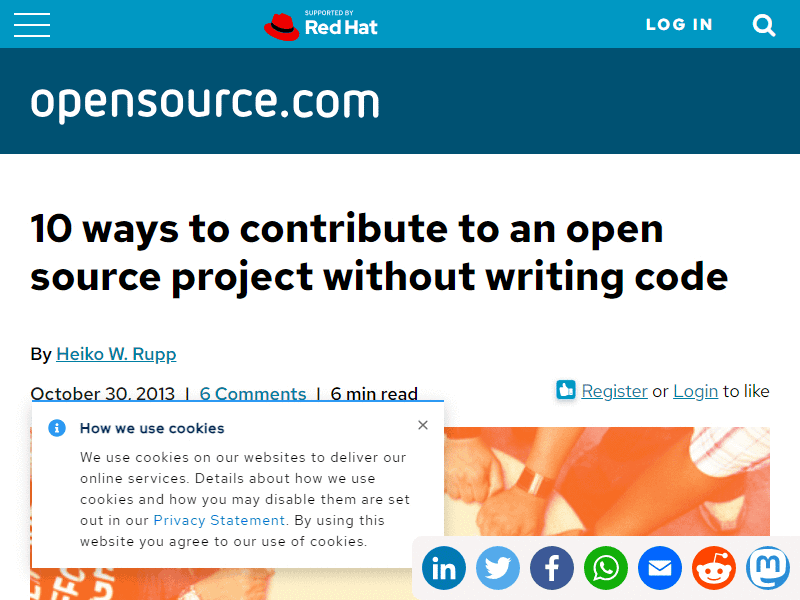 SUPPORTED BY
Red Hat
LOG IN
opensource.com
10 ways to contribute to an open
source project without writing code
By Heiko W. Rupp
October 30, 2013 | 6 Comments | 6 min read
Register or Login to like
How we use cookies
We use cookies on our websites to deliver our
online services. Details about how we use
cookies and how you may disable them are set
out in our Privacy Statement. By using this
website you agree to our use of cookies.